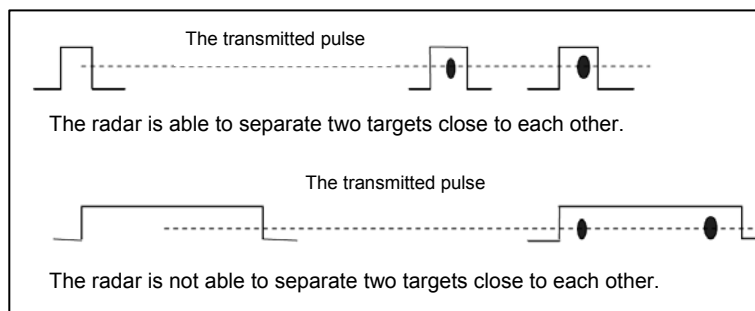 The transmitted pulse
The radar is able to separate two targets close to each other.
The transmitted pulse
The radar is not able to separate two targets close to each other.